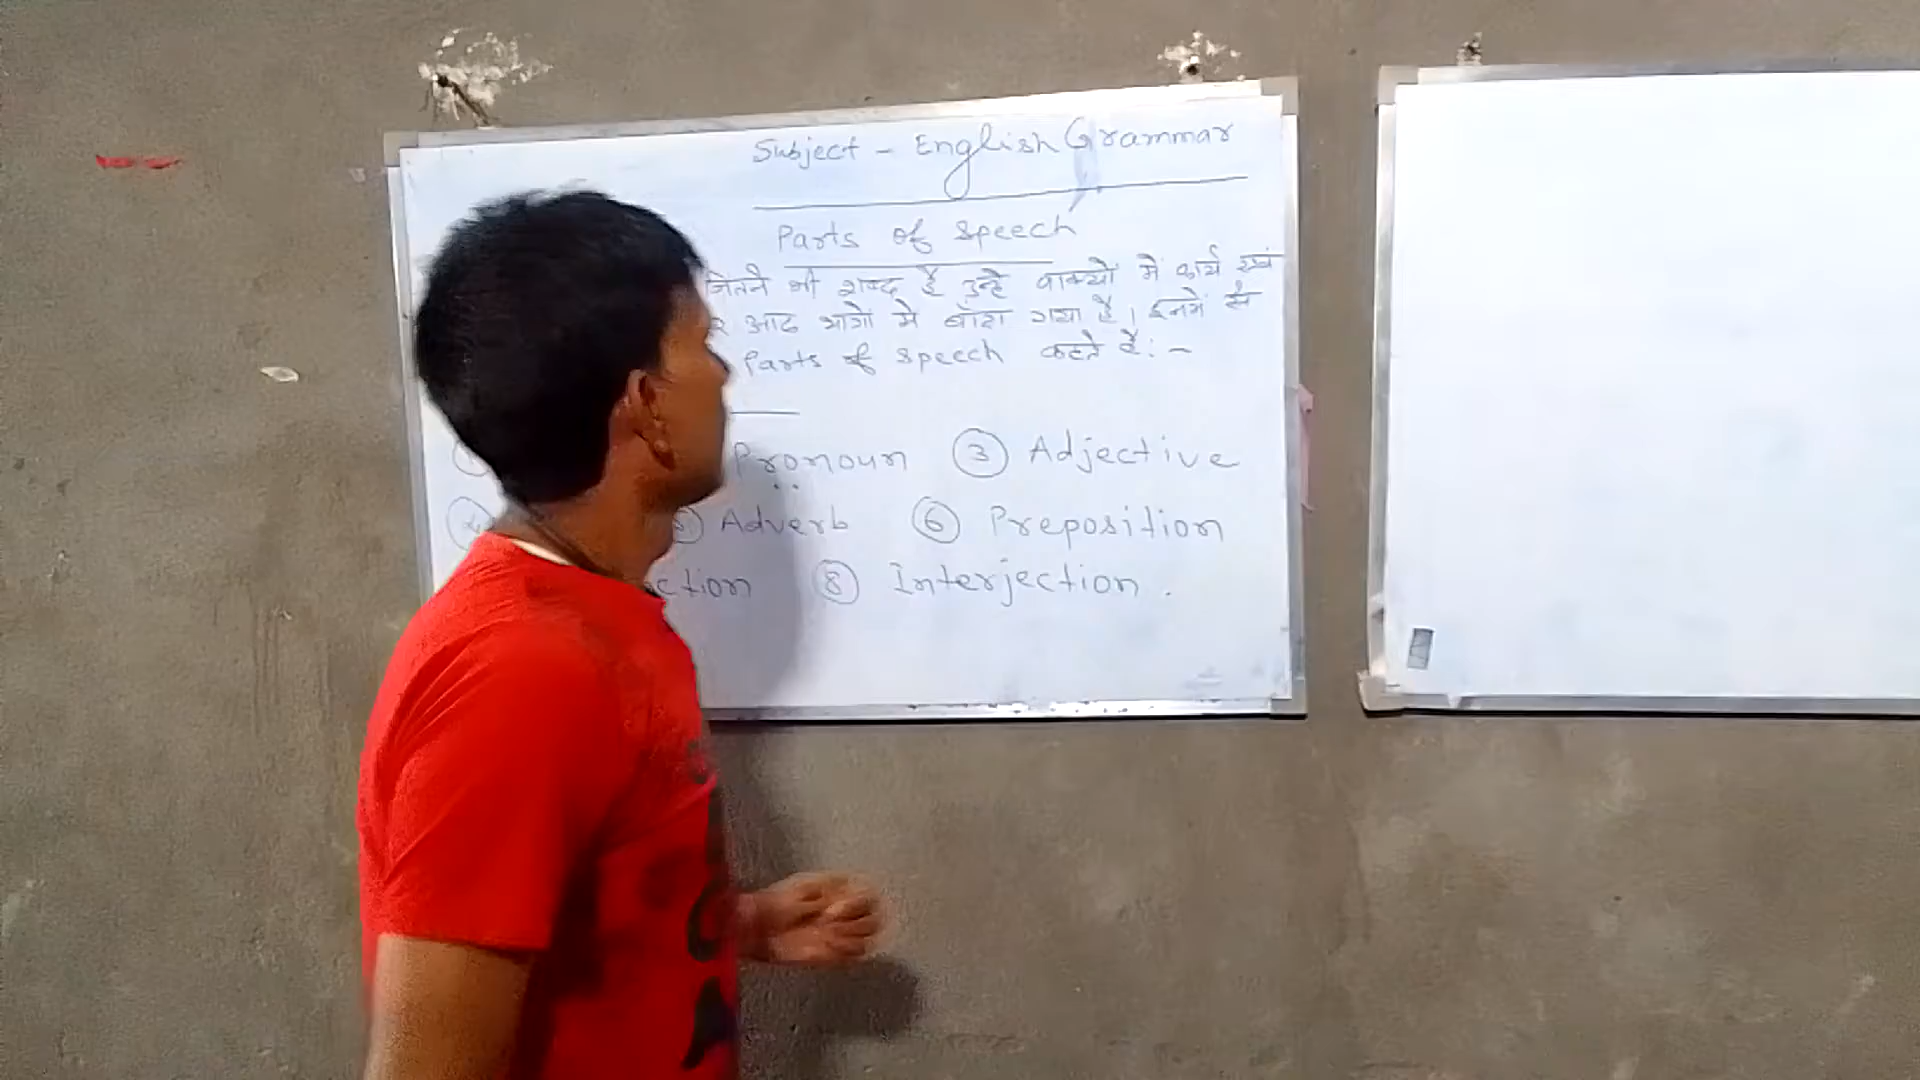 Subject - English Grammar
Parts of speech
जितने भी शब्द हैं उन्हे वाक्यों में कार्य एवं
आठ भागों मे बाँटा गया है। इनमें से
Parts of speech कहते है:-
Pronoun ③ Adjective
Adverb ⑥ Preposition
ction ⑧ Interjection.